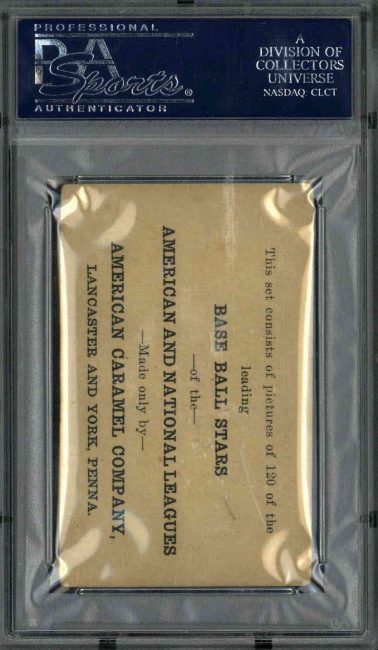 PROFESSIONAL
PSA
Sports®
AUTHENTICATOR
A
DIVISION OF
COLLECTORS
UNIVERSE
NASDAQ: CLCT
This set consists of pictures of 120 of the
leading
BASE BALL STARS
—of the—
AMERICAN AND NATIONAL LEAGUES
—Made only by—
AMERICAN CARAMEL COMPANY,
LANCASTER AND YORK, PENNA.